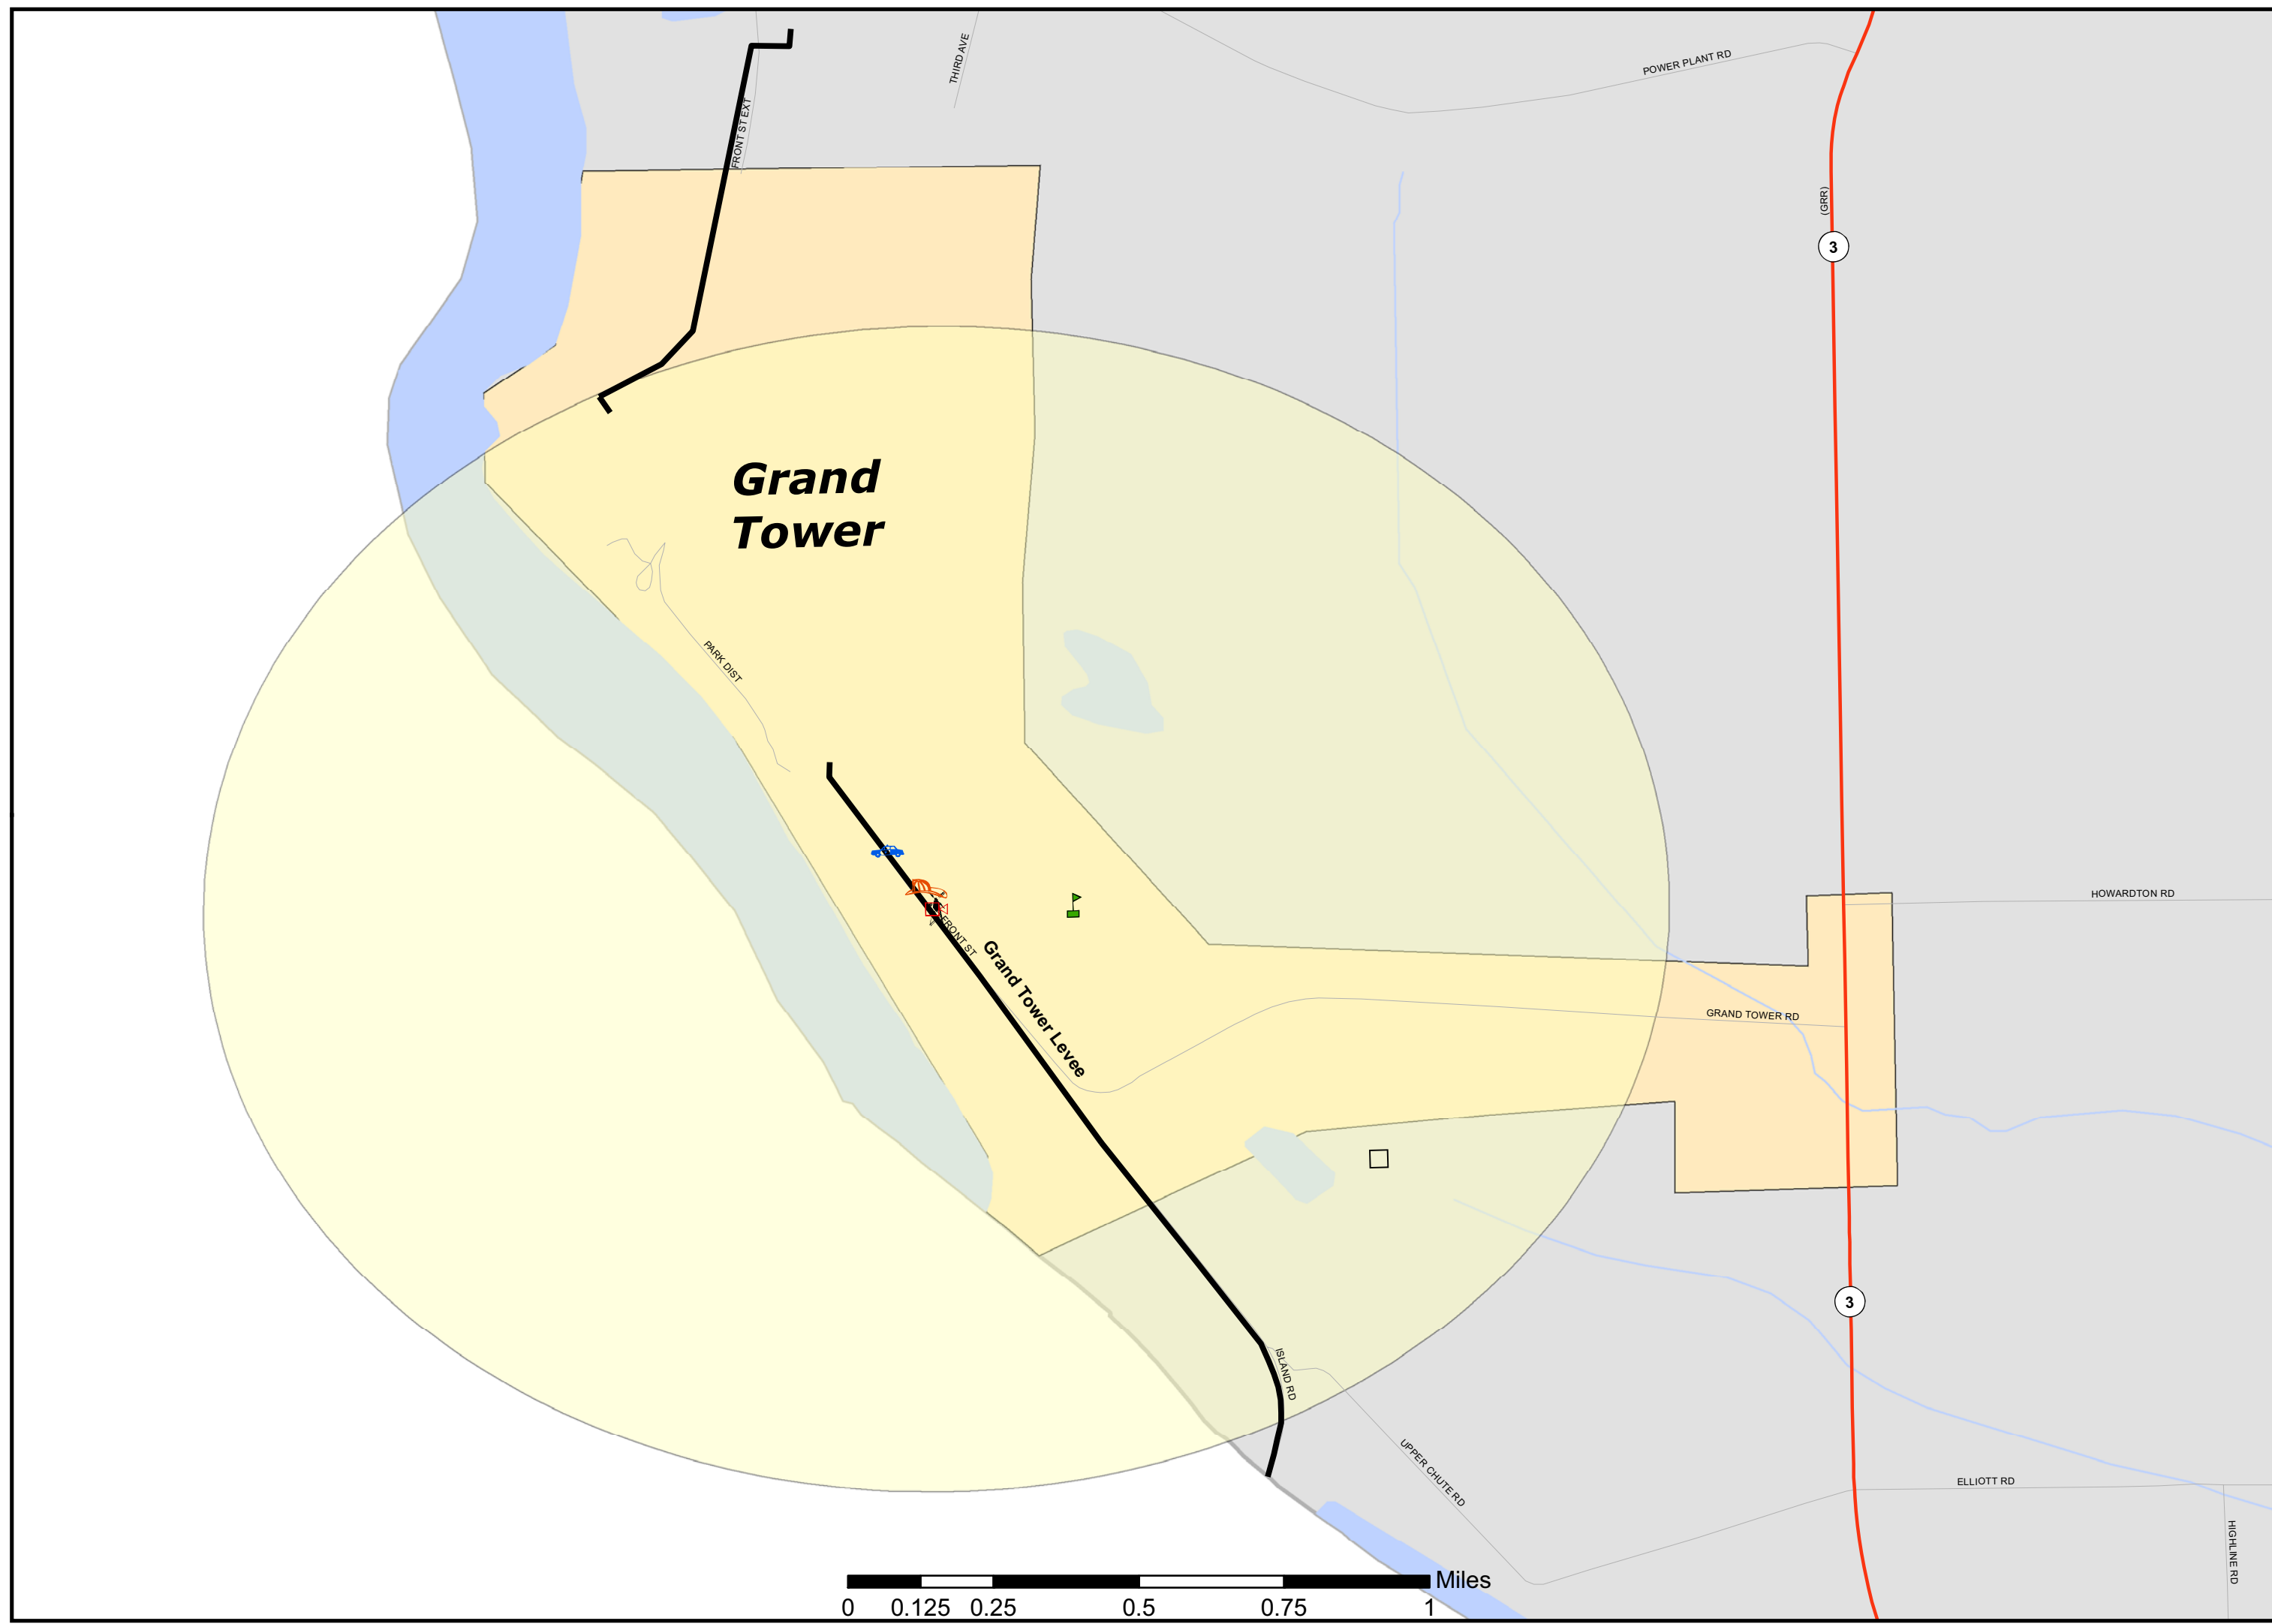 THIRD AVE
POWER PLANT RD
FRONT ST EXT
(GRR)
3
Grand
Tower
PARK DIST
HOWARDTON RD
FRONT ST
Grand Tower Levee
GRAND TOWER RD
3
ISLAND RD
UPPER CHUTE RD
ELLIOTT RD
HIGHLINE RD
Miles
0 0.125 0.25 0.5 0.75 1